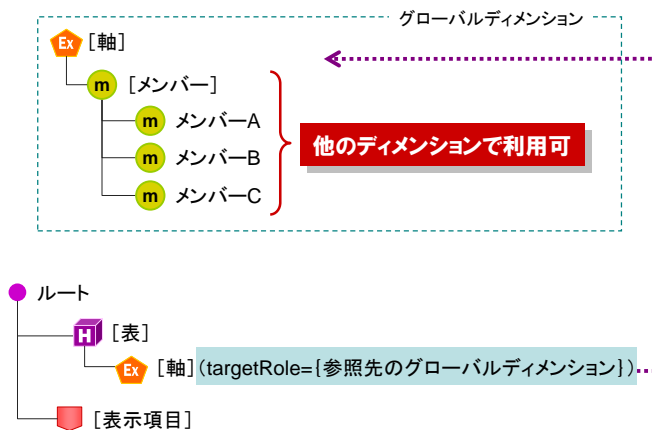 グローバルディメンション
Ex [軸]
m [メンバー]
m メンバーA
m メンバーB
m メンバーC
他のディメンションで利用可
ルート
H [表]
Ex [軸](targetRole={参照先のグローバルディメンション})
[表示項目]